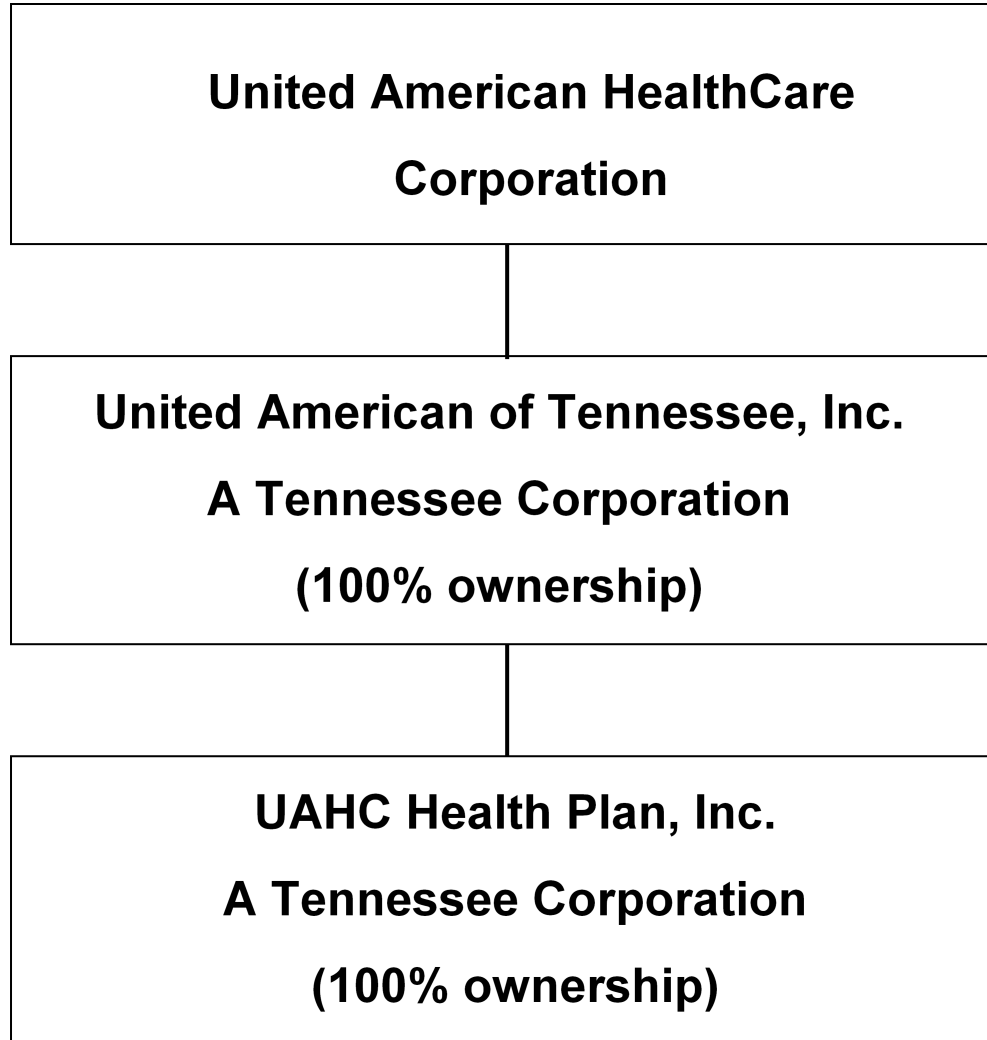 United American HealthCare
Corporation
United American of Tennessee, Inc.
A Tennessee Corporation
(100% ownership)
UAHC Health Plan, Inc.
A Tennessee Corporation
(100% ownership)